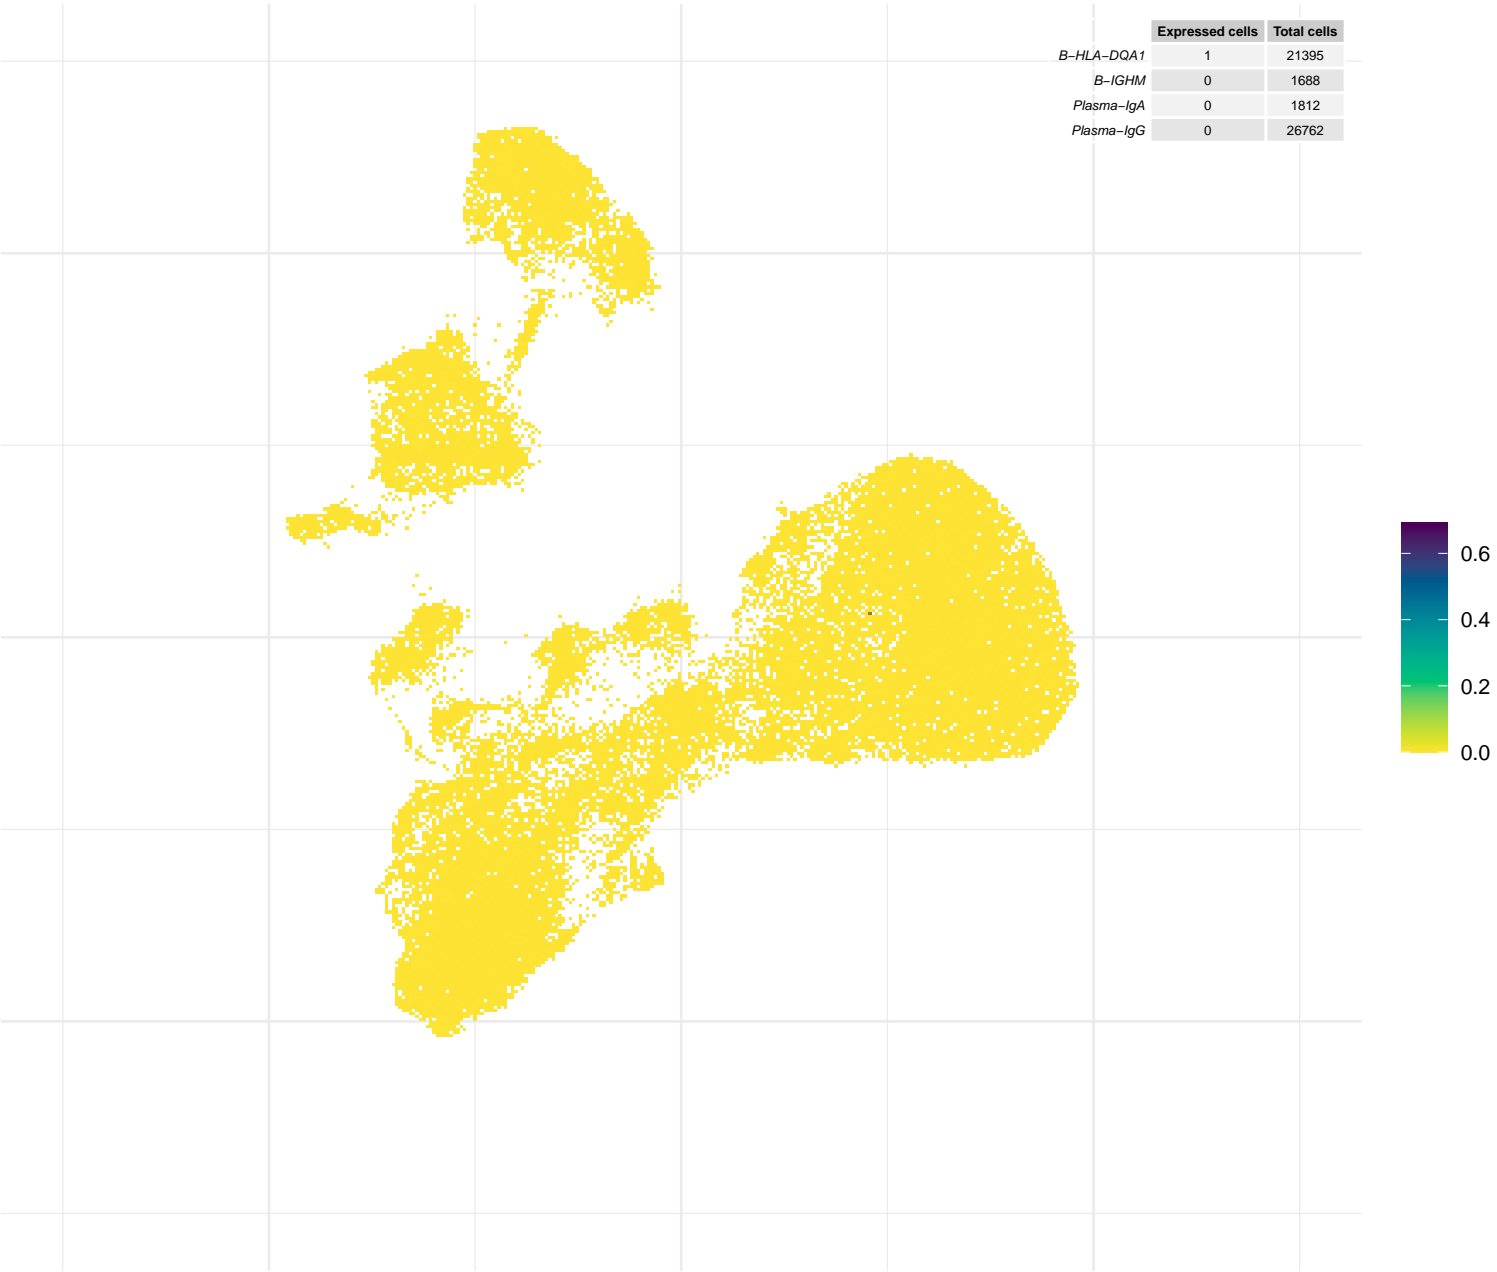 Expressed cells Total cells
B−HLA−DQA1 1 21395
B−IGHM 0 1688
Plasma−IgA 0 1812
Plasma−IgG 0 26762
0.6
0.4
0.2
0.0